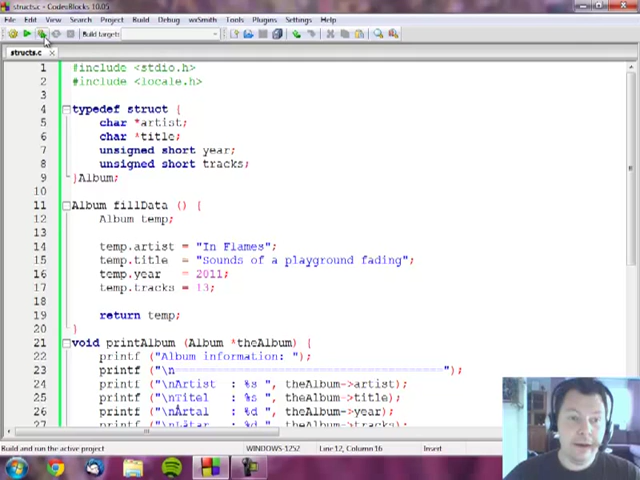 structs.c - CodeBlocks 10.05
File Edit View Search Project Build Debug wxSmith Tools Plugins Settings Help
Build target:
structs.c
1 #include <stdio.h>
2 #include <locale.h>
3
4 typedef struct {
5 char *artist;
6 char *title;
7 unsigned short year;
8 unsigned short tracks;
9 }Album;
10
11 Album fillData () {
12 Album temp;
13
14 temp.artist = "In Flames";
15 temp.title = "Sounds of a playground fading";
16 temp.year = 2011;
17 temp.tracks = 13;
18
19 return temp;
20 }
21 void printAlbum (Album *theAlbum) {
22 printf ("Album information: ");
23 printf ("\n========================================");
24 printf ("\nArtist : %s ", theAlbum->artist);
25 printf ("\nTitel : %s ", theAlbum->title);
26 printf ("\nÅrtal : %d ", theAlbum->year);
printf ("\nLåtar : %d ", theAlbum->tracks);
Build and run the active project WINDOWS-1252 Line 12, Column 16 Insert